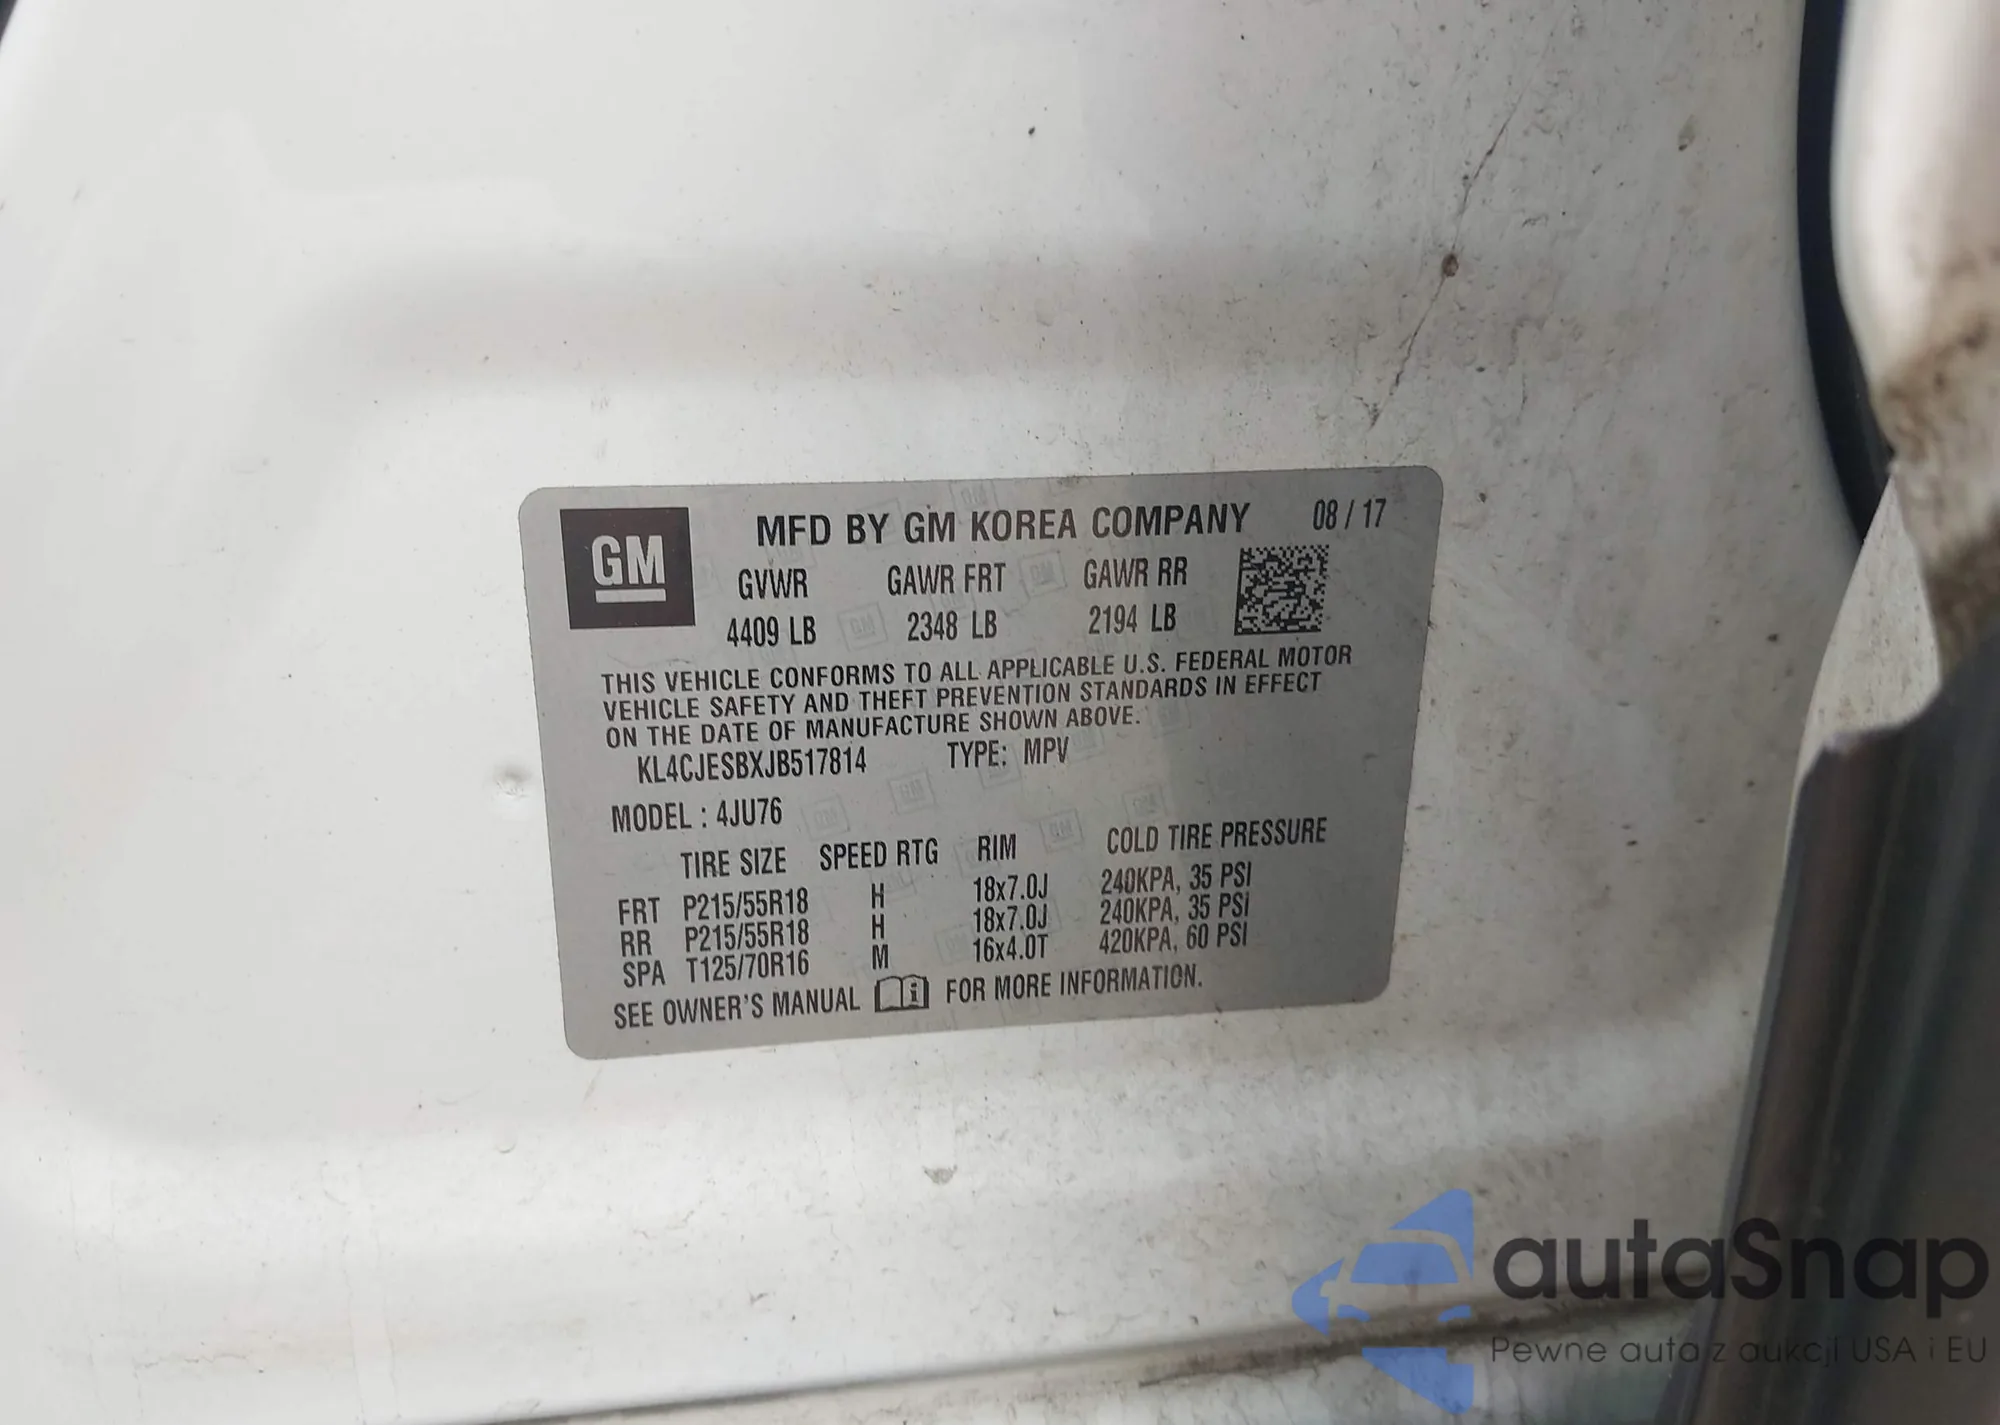 GM
MFD BY GM KOREA COMPANY 08 / 17
GVWR GAWR FRT GAWR RR
4409 LB 2348 LB 2194 LB
THIS VEHICLE CONFORMS TO ALL APPLICABLE U.S. FEDERAL MOTOR
VEHICLE SAFETY AND THEFT PREVENTION STANDARDS IN EFFECT
ON THE DATE OF MANUFACTURE SHOWN ABOVE.
KL4CJESBXJB517814 TYPE: MPV
MODEL : 4JU76
TIRE SIZE SPEED RTG RIM COLD TIRE PRESSURE
FRT P215/55R18 H 18x7.0J 240KPA, 35 PSI
RR P215/55R18 H 18x7.0J 240KPA, 35 PSI
SPA T125/70R16 M 16x4.0T 420KPA, 60 PSI
SEE OWNER'S MANUAL FOR MORE INFORMATION.
autaSnap
Pewne auta z aukcji USA i EU